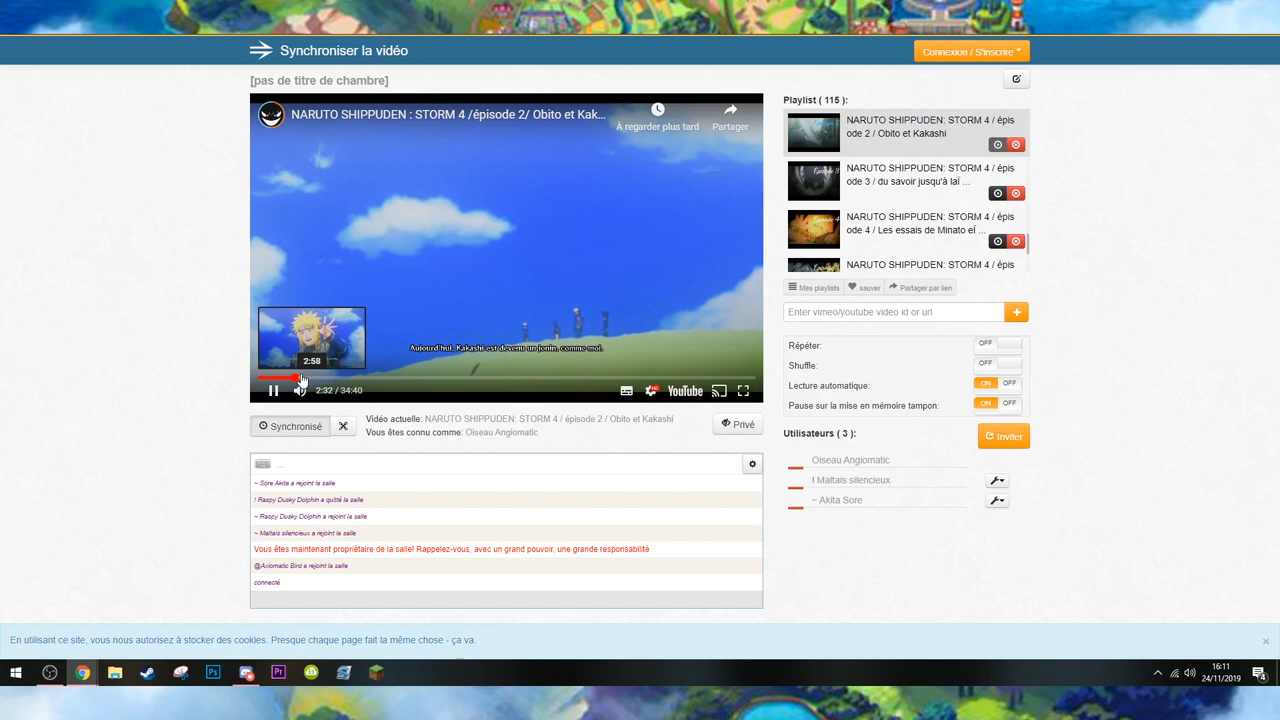 Synchroniser la vidéo
Connexion / S'inscrire
[pas de titre de chambre]
NARUTO SHIPPUDEN : STORM 4 /épisode 2/ Obito et Kak...
À regarder plus tard
Partager
2:58
Aujourd'hui, Kakashi est devenu un jonin, comme moi.
2:32 / 34:40
HD
YouTube
Synchronisé
Vidéo actuelle: NARUTO SHIPPUDEN: STORM 4 / épisode 2 / Obito et Kakashi
Vous êtes connu comme: Oiseau Angiomatic
Privé
...
~ Sore Akita a rejoint la salle
! Raspy Dusky Dolphin a quitté la salle
~ Raspy Dusky Dolphin a rejoint la salle
~ Maltais silencieux a rejoint la salle
Vous êtes maintenant propriétaire de la salle! Rappelez-vous, avec un grand pouvoir, une grande responsabilité
@Axiomatic Bird a rejoint la salle
connecté
Playlist ( 115 ):
NARUTO SHIPPUDEN: STORM 4 / épis
ode 2 / Obito et Kakashi
NARUTO SHIPPUDEN: STORM 4 / épis
ode 3 / du savoir jusqu'à laÏ ...
Épisode 3
NARUTO SHIPPUDEN: STORM 4 / épis
ode 4 / Les essais de Minato eÏ ...
Épisode 4
NARUTO SHIPPUDEN: STORM 4 / épis
Mes playlists
sauver
Partager par lien
Enter vimeo/youtube video id or url
+
Répéter: OFF
Shuffle: OFF
Lecture automatique: ON OFF
Pause sur la mise en mémoire tampon: ON OFF
Utilisateurs ( 3 ):
Inviter
Oiseau Angiomatic
! Maltais silencieux
~ Akita Sore
En utilisant ce site, vous nous autorisez à stocker des cookies. Presque chaque page fait la même chose - ça va.
×
Ps
Pr
16:11
24/11/2019
4